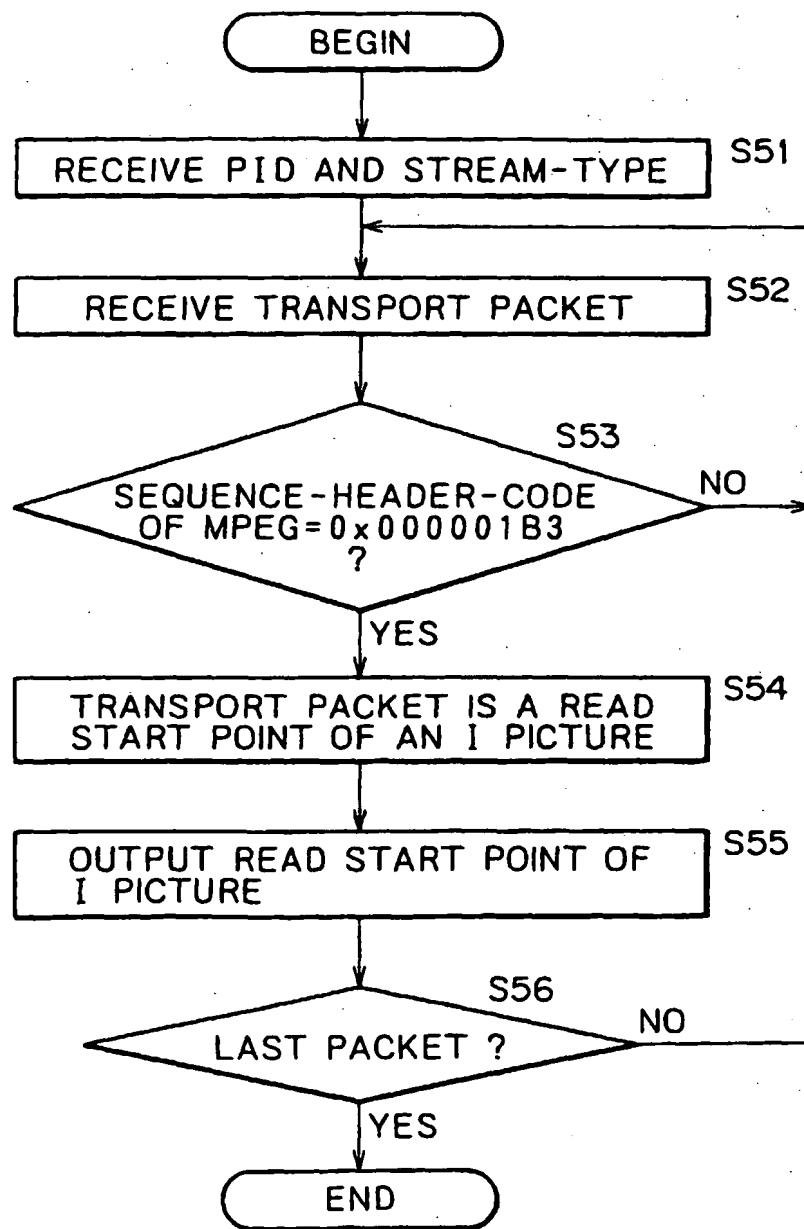 BEGIN
RECEIVE PID AND STREAM-TYPE
S51
RECEIVE TRANSPORT PACKET
S52
S53
SEQUENCE-HEADER-CODE
OF MPEG=0x000001B3
?
NO
YES
TRANSPORT PACKET IS A READ
START POINT OF AN I PICTURE
S54
OUTPUT READ START POINT OF
I PICTURE
S55
S56
LAST PACKET ?
NO
YES
END